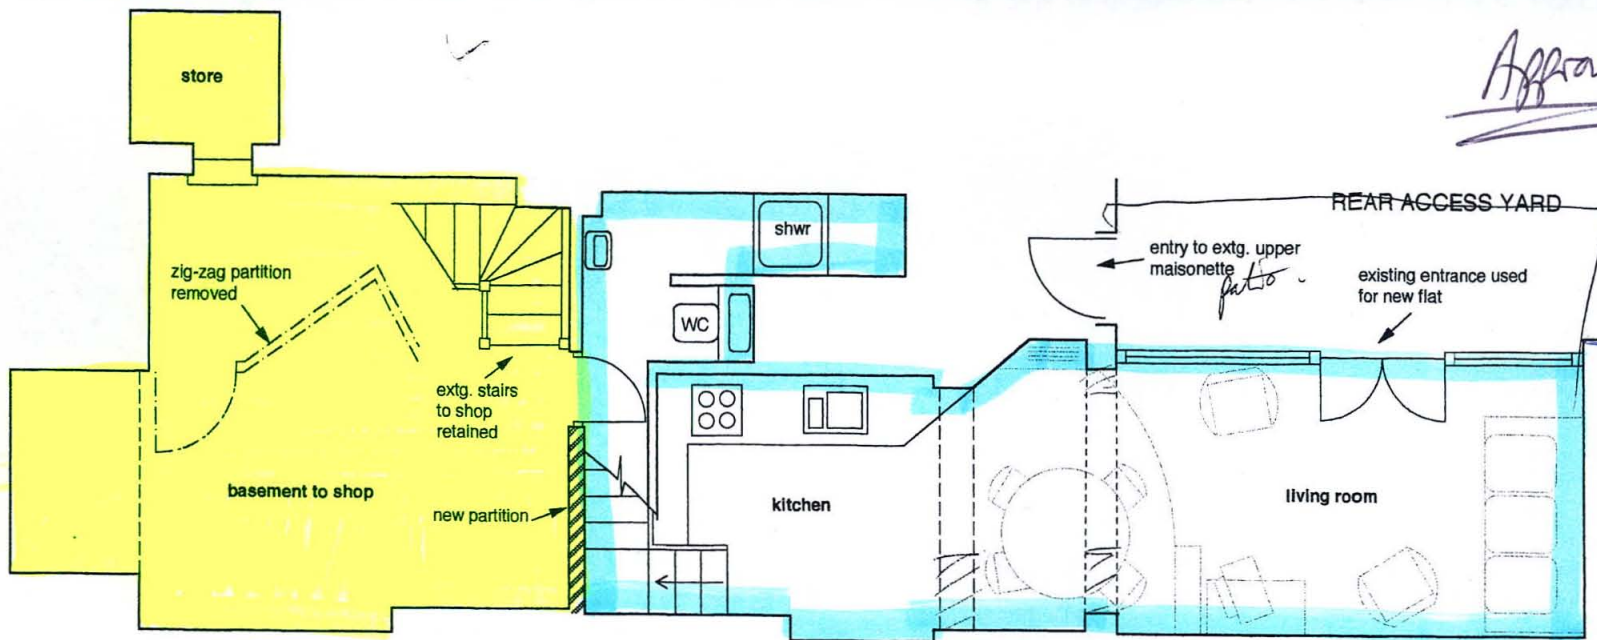 store
shwr
REAR ACCESS YARD
entry to extg. upper
maisonette
patio
existing entrance used
for new flat
zig-zag partition
removed
WC
extg. stairs
to shop
retained
basement to shop
new partition
kitchen
living room